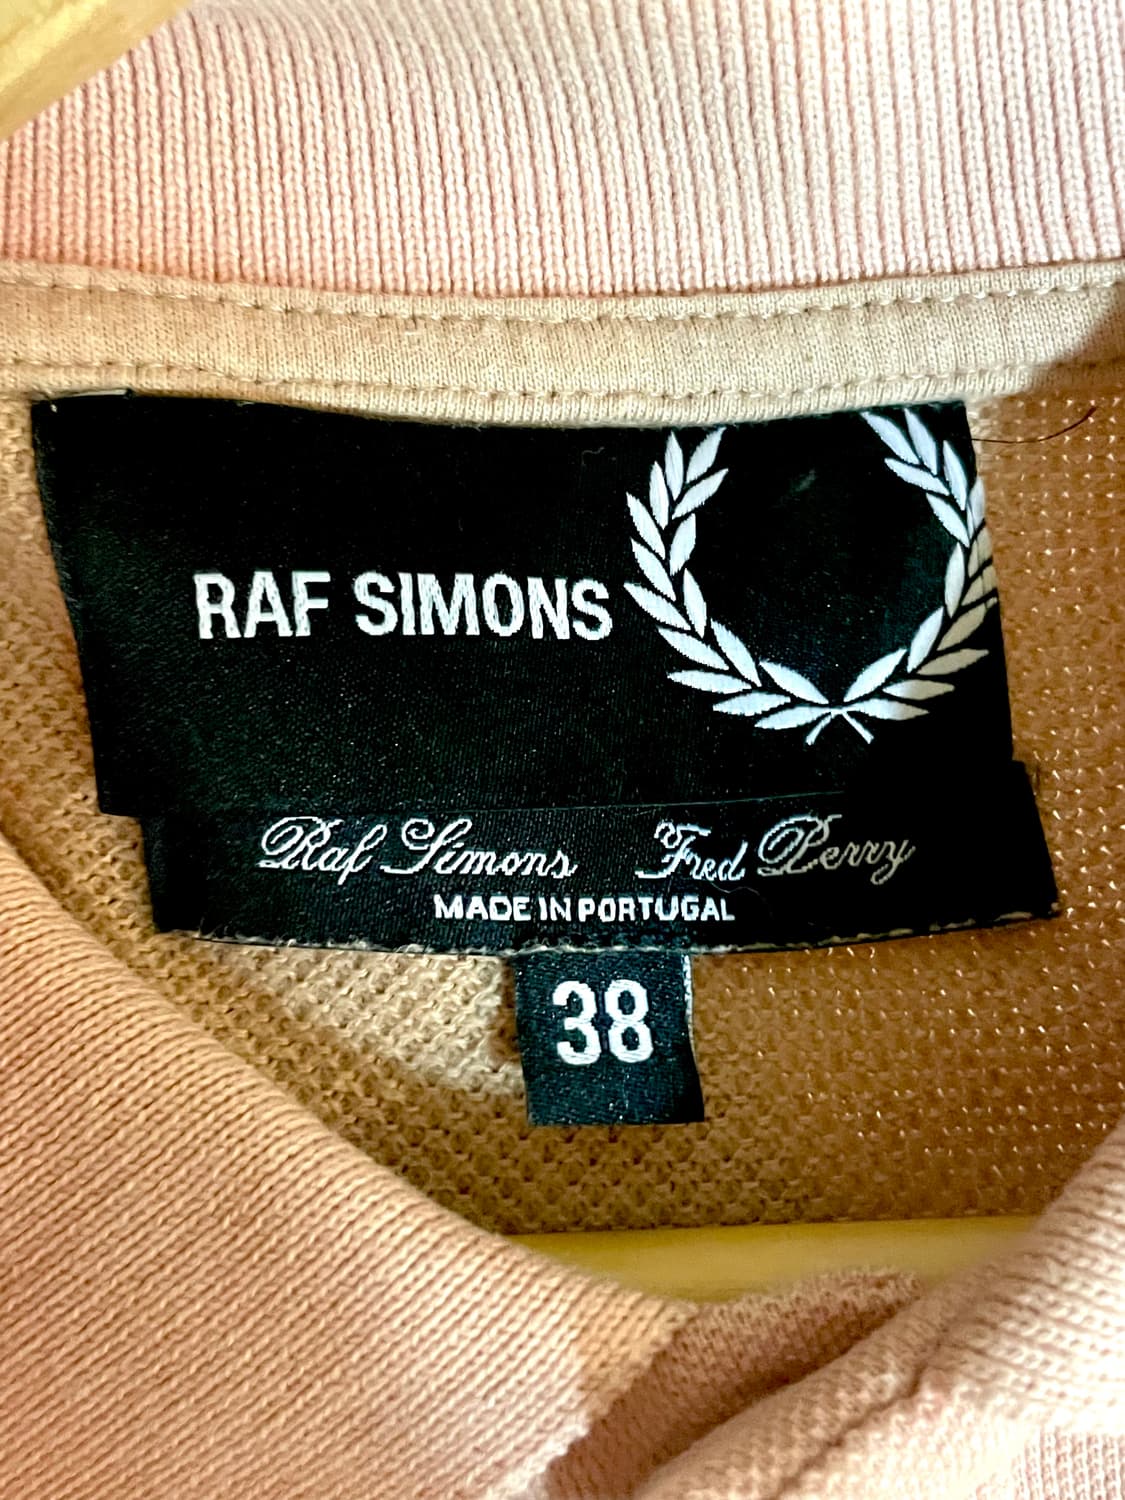 RAF SIMONS
Raf Simons Fred Perry
MADE IN PORTUGAL
38